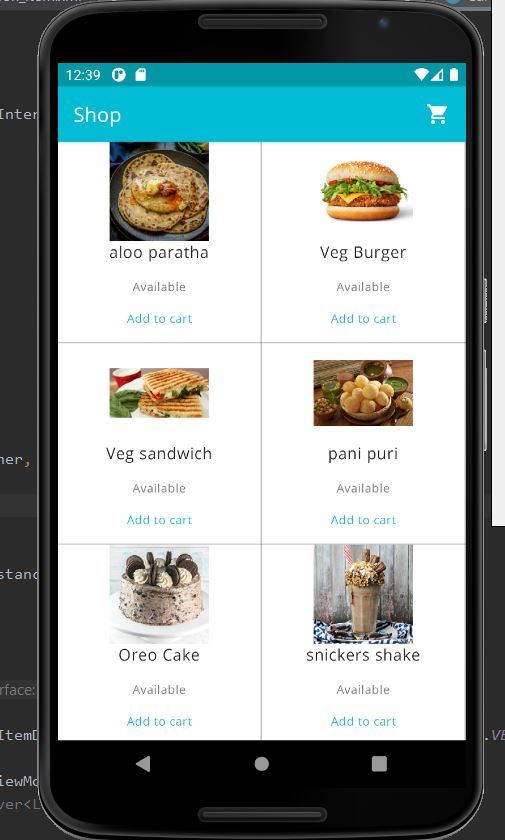 Inter
12:39
Shop
aloo paratha
Veg Burger
Available
Available
Add to cart
Add to cart
Veg sandwich
pani puri
Available
Available
Add to cart
Add to cart
Oreo Cake
snickers shake
Available
Available
Add to cart
Add to cart
ner,
stanc
rface:
ItemD
.VE
iewMo
ver<L